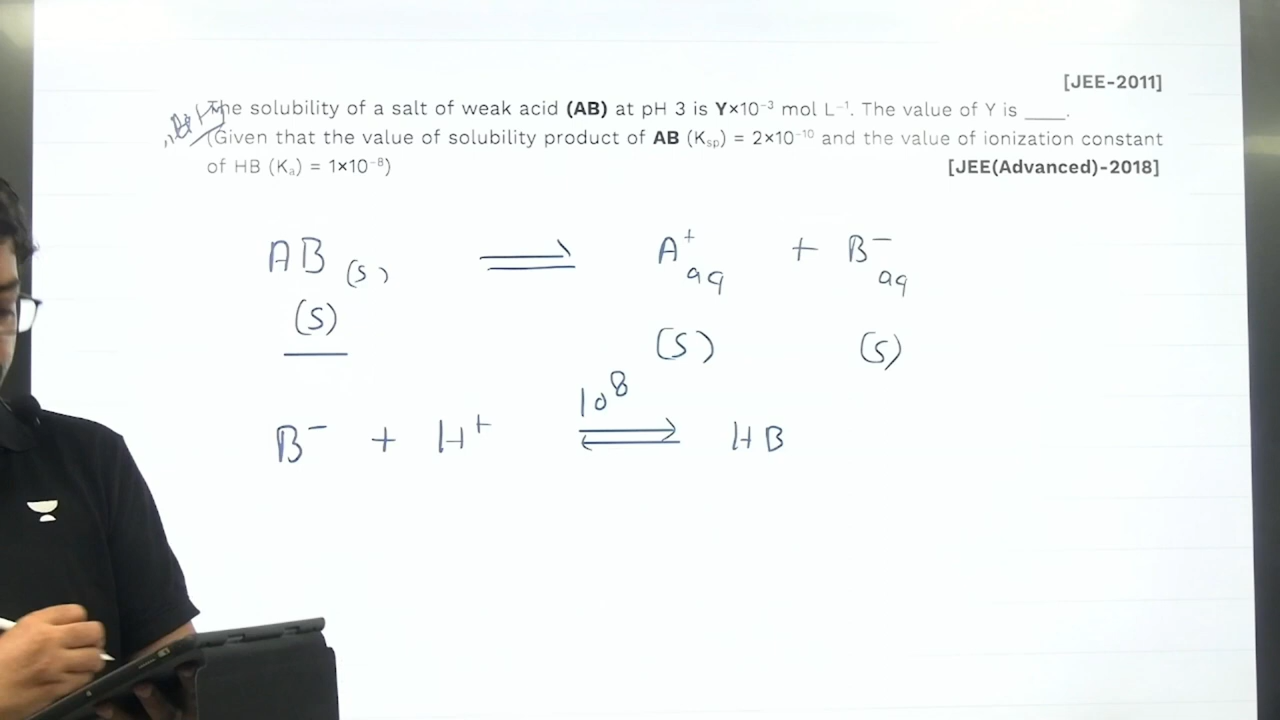 [JEE-2011]
The solubility of a salt of weak acid (AB) at pH 3 is Y×10⁻³ mol L⁻¹. The value of Y is ____.
(Given that the value of solubility product of AB (Kₛₚ) = 2×10⁻¹⁰ and the value of ionization constant
of HB (Kₐ) = 1×10⁻⁸) [JEE(Advanced)-2018]
AB (s) ⇌ A⁺ aq + B⁻ aq
(s) (s) (s)
10⁸
B⁻ + H⁺ ⇌ HB